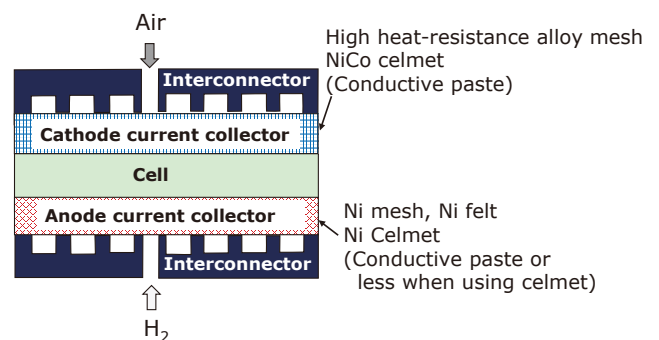 Air
High heat-resistance alloy mesh
NiCo celmet
(Conductive paste)
Interconnector
Cathode current collector
Cell
Anode current collector
Ni mesh, Ni felt
Ni Celmet
(Conductive paste or
less when using celmet)
Interconnector
H₂